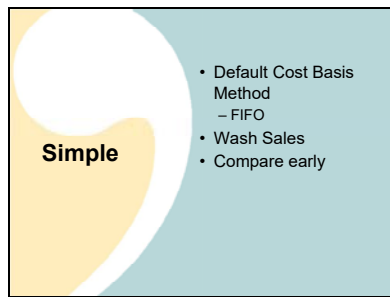 Simple
• Default Cost Basis
Method
– FIFO
• Wash Sales
• Compare early